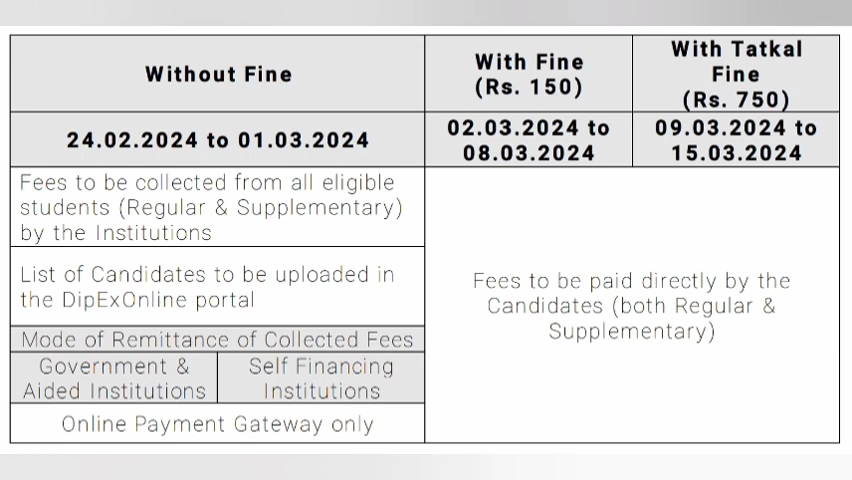 Without Fine
With Fine
(Rs. 150)
With Tatkal
Fine
(Rs. 750)
24.02.2024 to 01.03.2024
02.03.2024 to
08.03.2024
09.03.2024 to
15.03.2024
Fees to be collected from all eligible
students (Regular & Supplementary)
by the Institutions
List of Candidates to be uploaded in
the DipExOnline portal
Mode of Remittance of Collected Fees
Government &
Aided Institutions
Self Financing
Institutions
Online Payment Gateway only
Fees to be paid directly by the
Candidates (both Regular &
Supplementary)